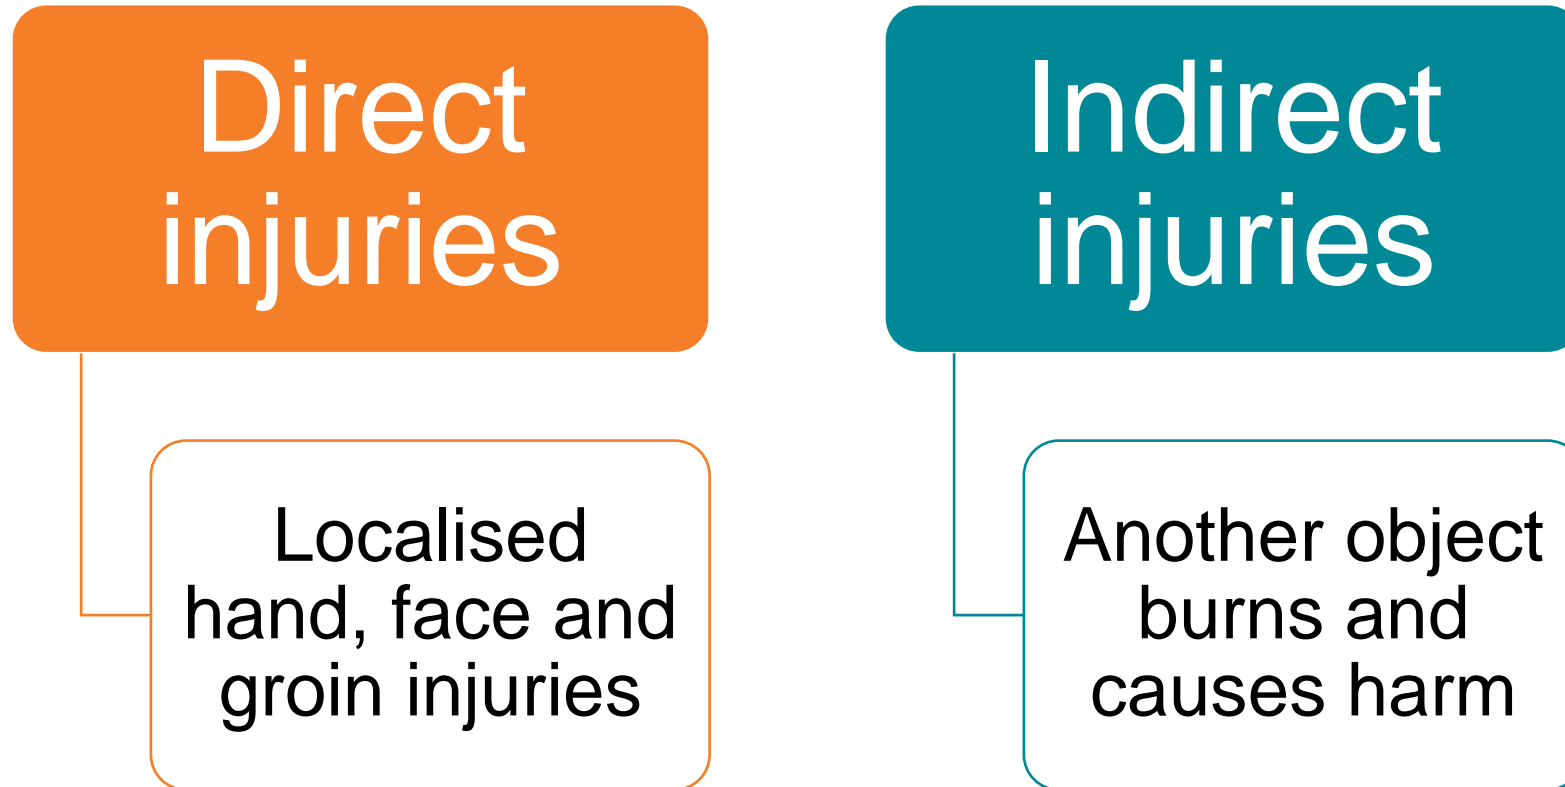 Direct
injuries
Localised
hand, face and
groin injuries
Indirect
injuries
Another object
burns and
causes harm